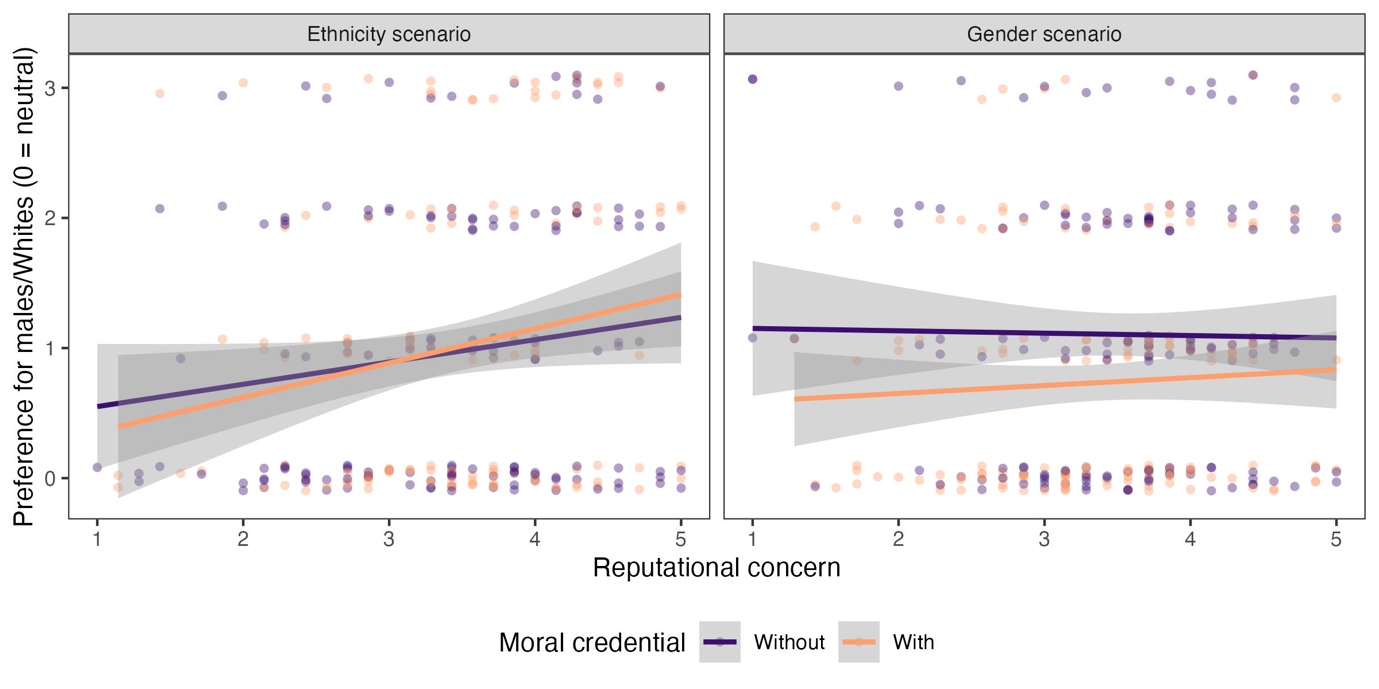 Ethnicity scenario
Gender scenario
Preference for males/Whites (0 = neutral)
3
2
1
0
1 2 3 4 5
1 2 3 4 5
Reputational concern
Moral credential Without With